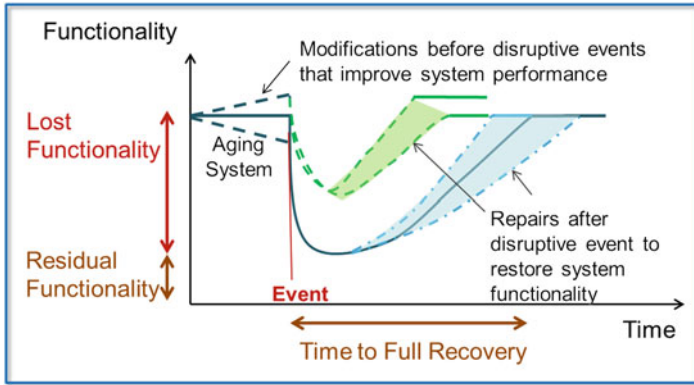 Functionality
Modifications before disruptive events
that improve system performance
Lost
Functionality
Aging
System
Residual
Functionality
Event
Repairs after
disruptive event to
restore system
functionality
Time
Time to Full Recovery